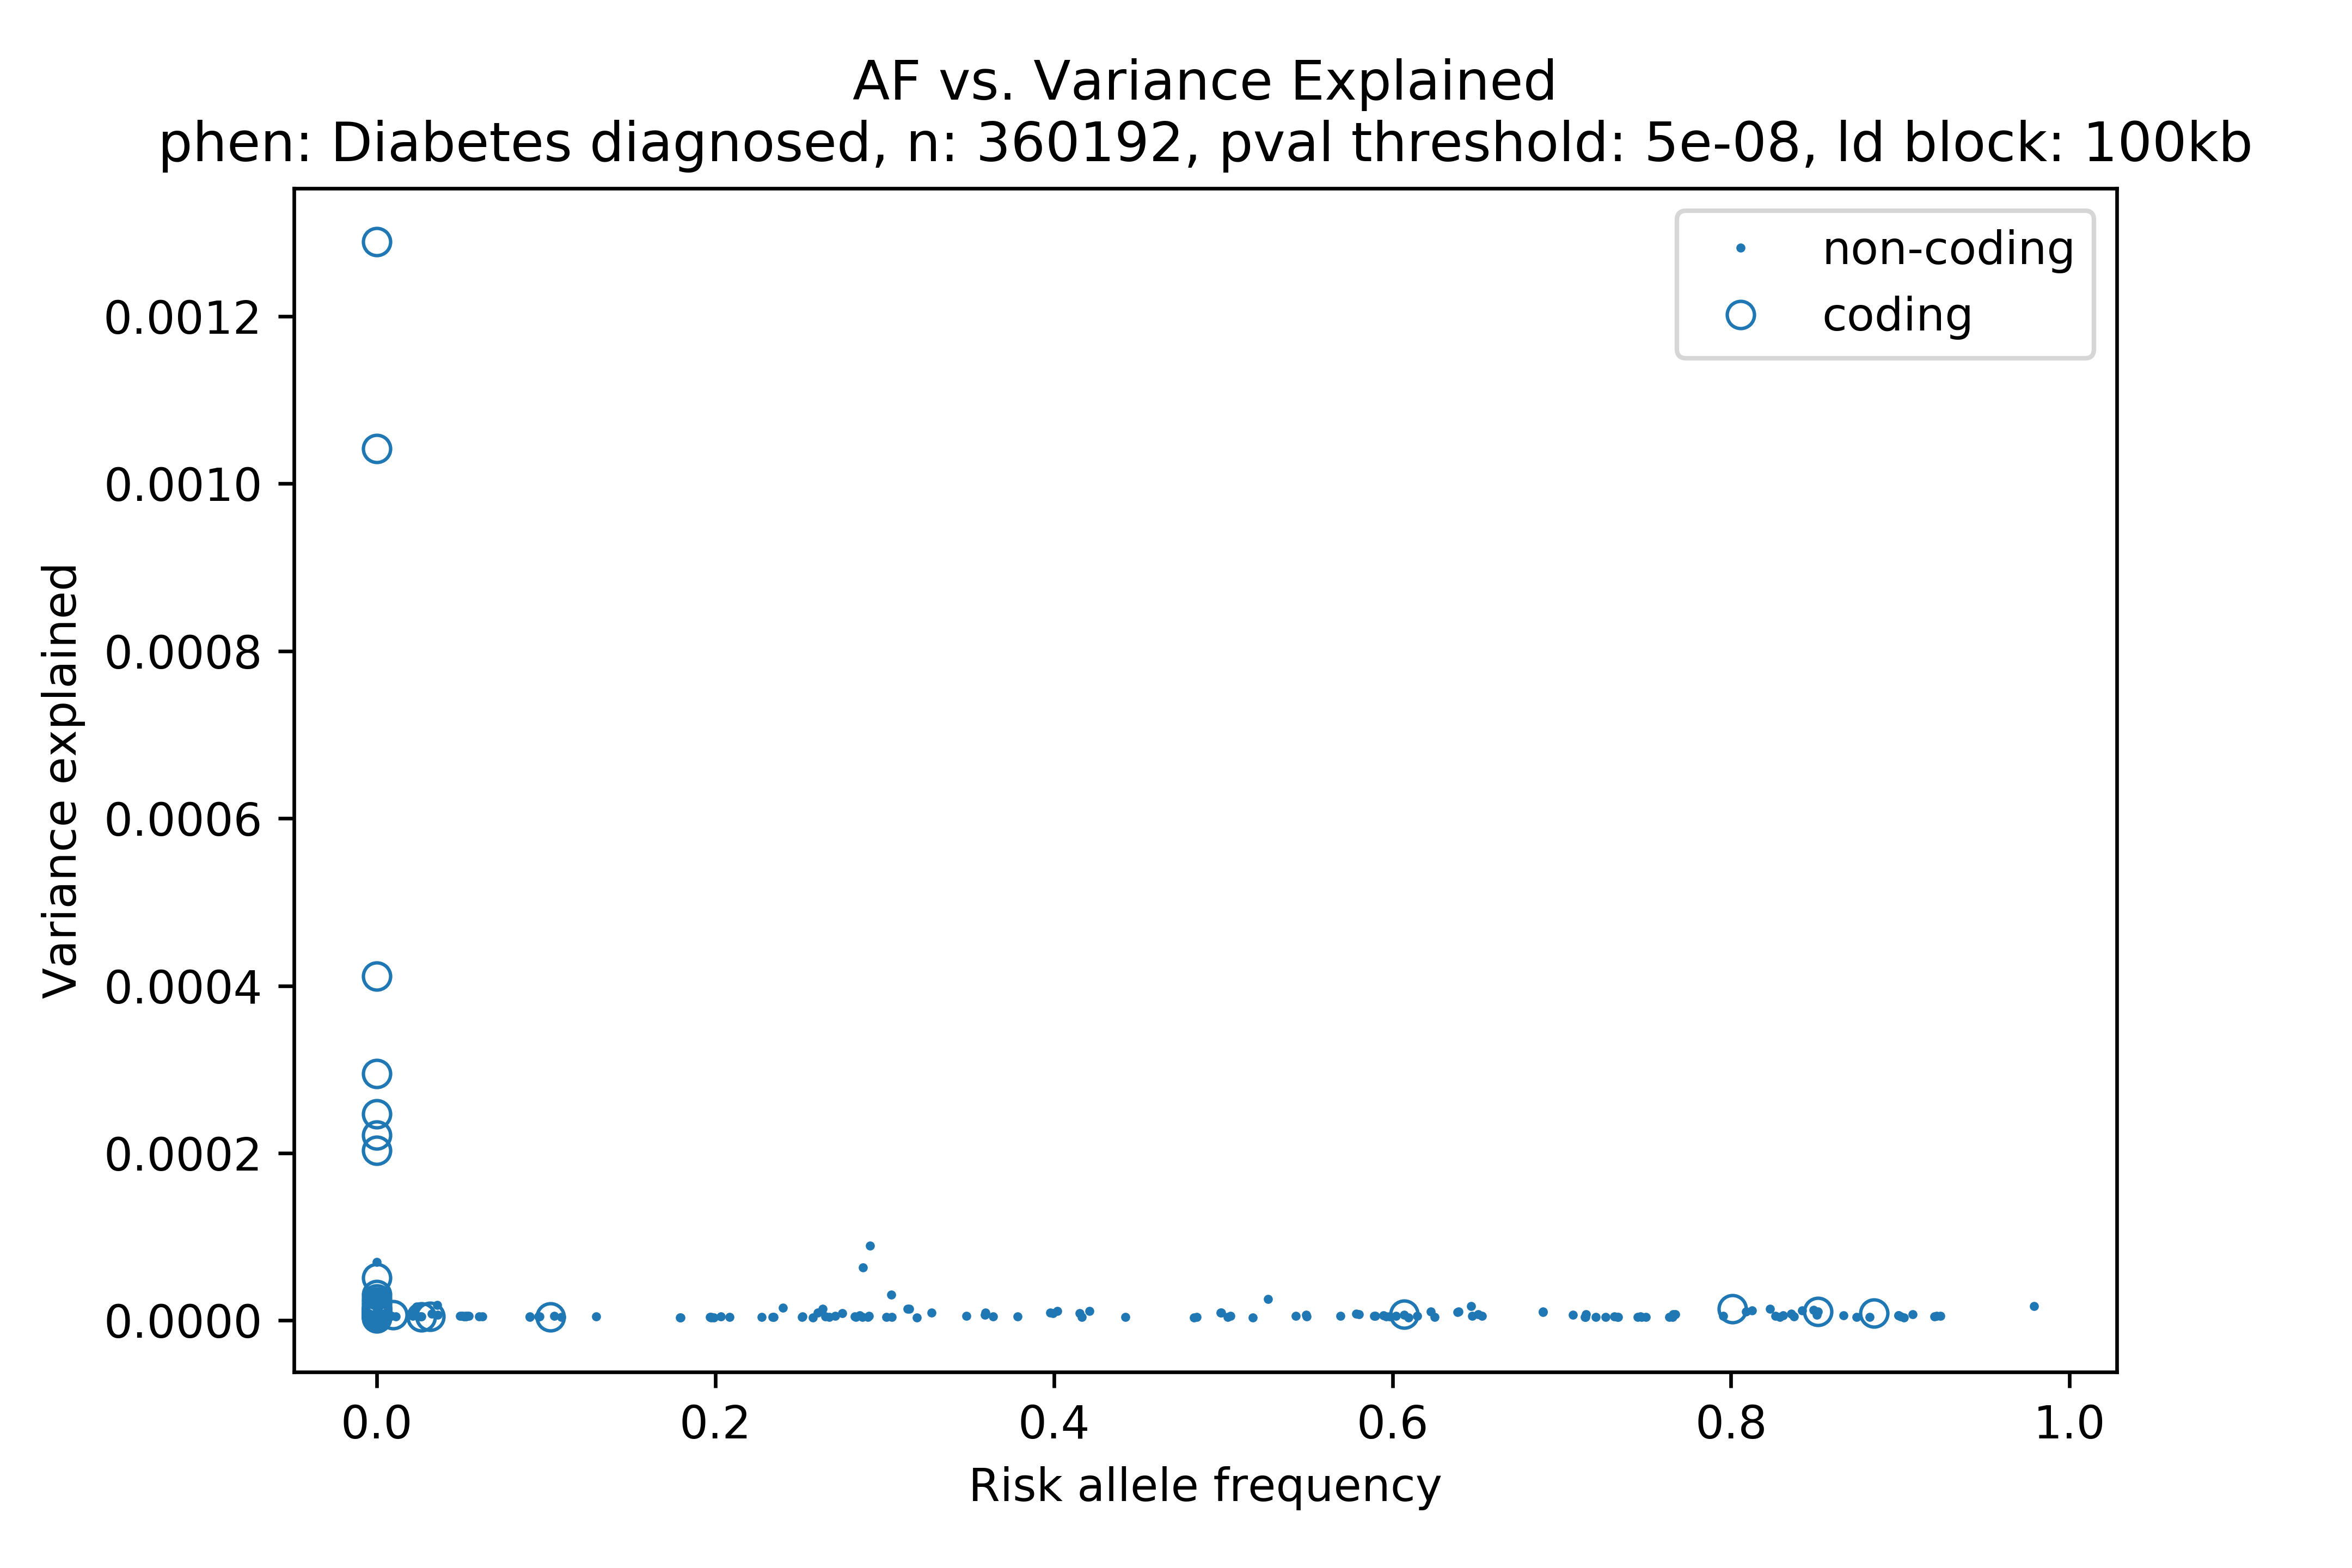 AF vs. Variance Explained
phen: Diabetes diagnosed, n: 360192, pval threshold: 5e-08, ld block: 100kb
non-coding
coding
0.0012
0.0010
0.0008
0.0006
0.0004
0.0002
0.0000
Variance explained
0.0 0.2 0.4 0.6 0.8 1.0
Risk allele frequency